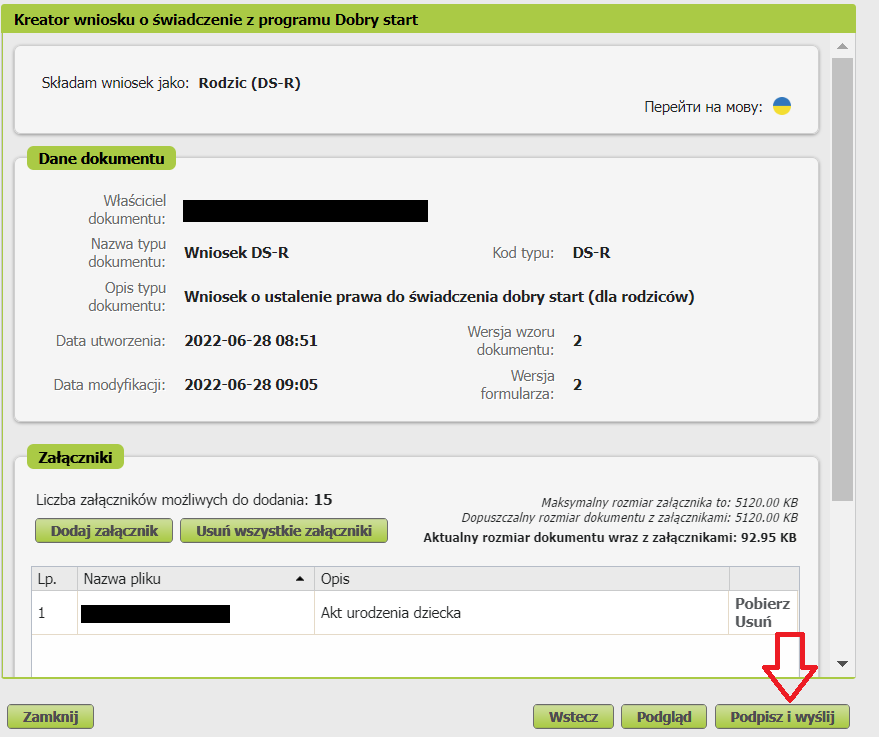 Kreator wniosku o świadczenie z programu Dobry start
Składam wniosek jako: Rodzic (DS-R)
Перейти на мову:
Dane dokumentu
Właściciel
dokumentu:
Nazwa typu
dokumentu: Wniosek DS-R Kod typu: DS-R
Opis typu
dokumentu: Wniosek o ustalenie prawa do świadczenia dobry start (dla rodziców)
Data utworzenia: 2022-06-28 08:51 Wersja wzoru
dokumentu: 2
Data modyfikacji: 2022-06-28 09:05 Wersja
formularza: 2
Załączniki
Liczba załączników możliwych do dodania: 15
Maksymalny rozmiar załącznika to: 5120.00 KB
Dopuszczalny rozmiar dokumentu z załącznikami: 5120.00 KB
Dodaj załącznik Usuń wszystkie załączniki Aktualny rozmiar dokumentu wraz z załącznikami: 92.95 KB
Lp. Nazwa pliku Opis
1 Akt urodzenia dziecka Pobierz
Usuń
Zamknij Wstecz Podgląd Podpisz i wyślij